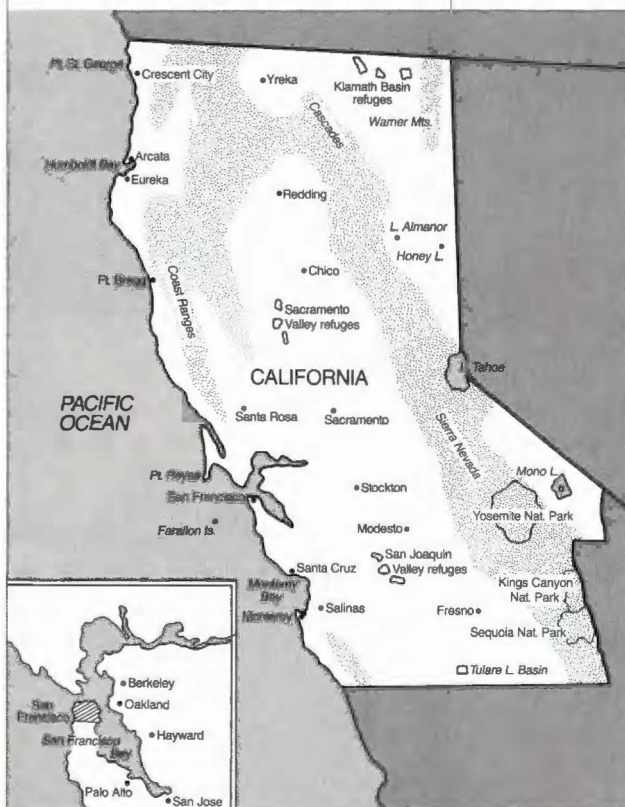 Pt. St. George
Crescent City
Yreka
Klamath Basin
refuges
Warner Mts.
Cascades
Humboldt Bay
Arcata
Eureka
Redding
L. Almanor
Honey L.
Chico
Coast Ranges
Sacramento
Valley refuges
CALIFORNIA
Tahoe
PACIFIC
OCEAN
Santa Rosa
Sacramento
Sierra Nevada
Pt. Reyes
San Francisco
Farallon Is.
Stockton
Mono L.
Yosemite Nat. Park
Modesto
San Joaquin
Valley refuges
Santa Cruz
Monterey
Bay
Monterey
Salinas
Fresno
Kings Canyon
Nat. Park
Sequoia Nat. Park
Tulare L. Basin
Berkeley
San
Francisco
Oakland
San Francisco
Bay
Hayward
Palo Alto
San Jose